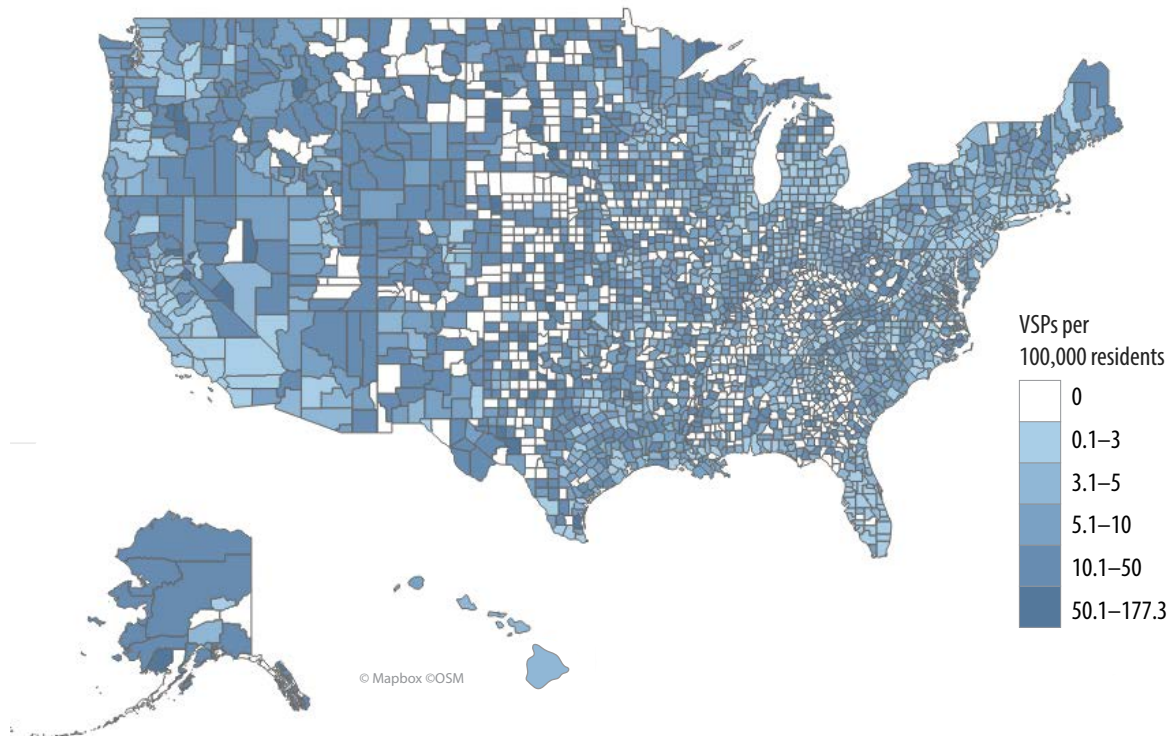 VSPs per
100,000 residents
0
0.1–3
3.1–5
5.1–10
10.1–50
50.1–177.3
© Mapbox ©OSM